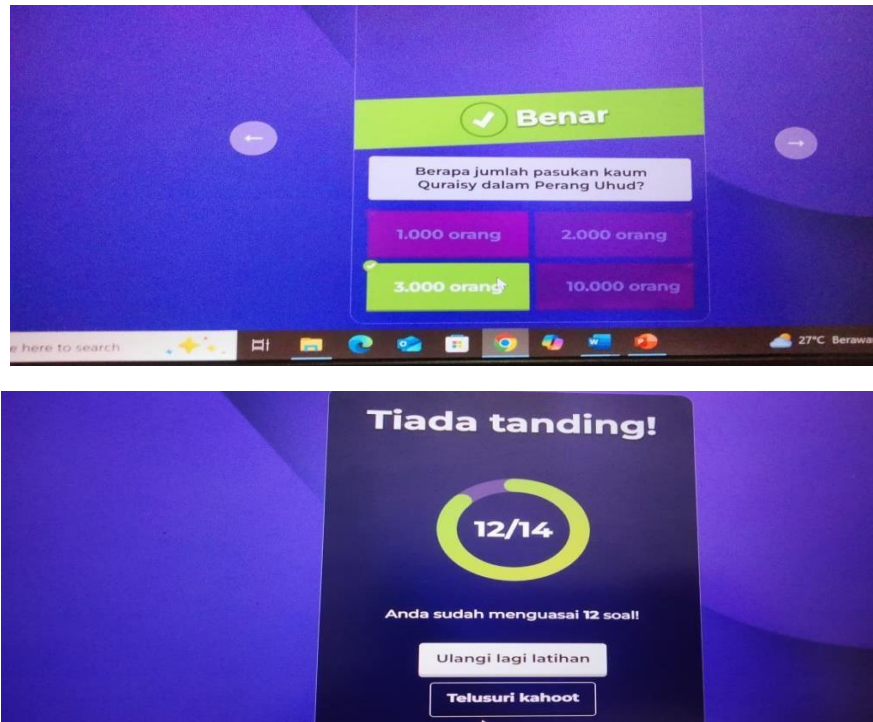 Benar
Berapa jumlah pasukan kaum
Quraisy dalam Perang Uhud?
1.000 orang
2.000 orang
3.000 orang
10.000 orang
e here to search
27°C Berawa
Tiada tanding!
12/14
Anda sudah menguasai 12 soal!
Ulangi lagi latihan
Telusuri kahoot